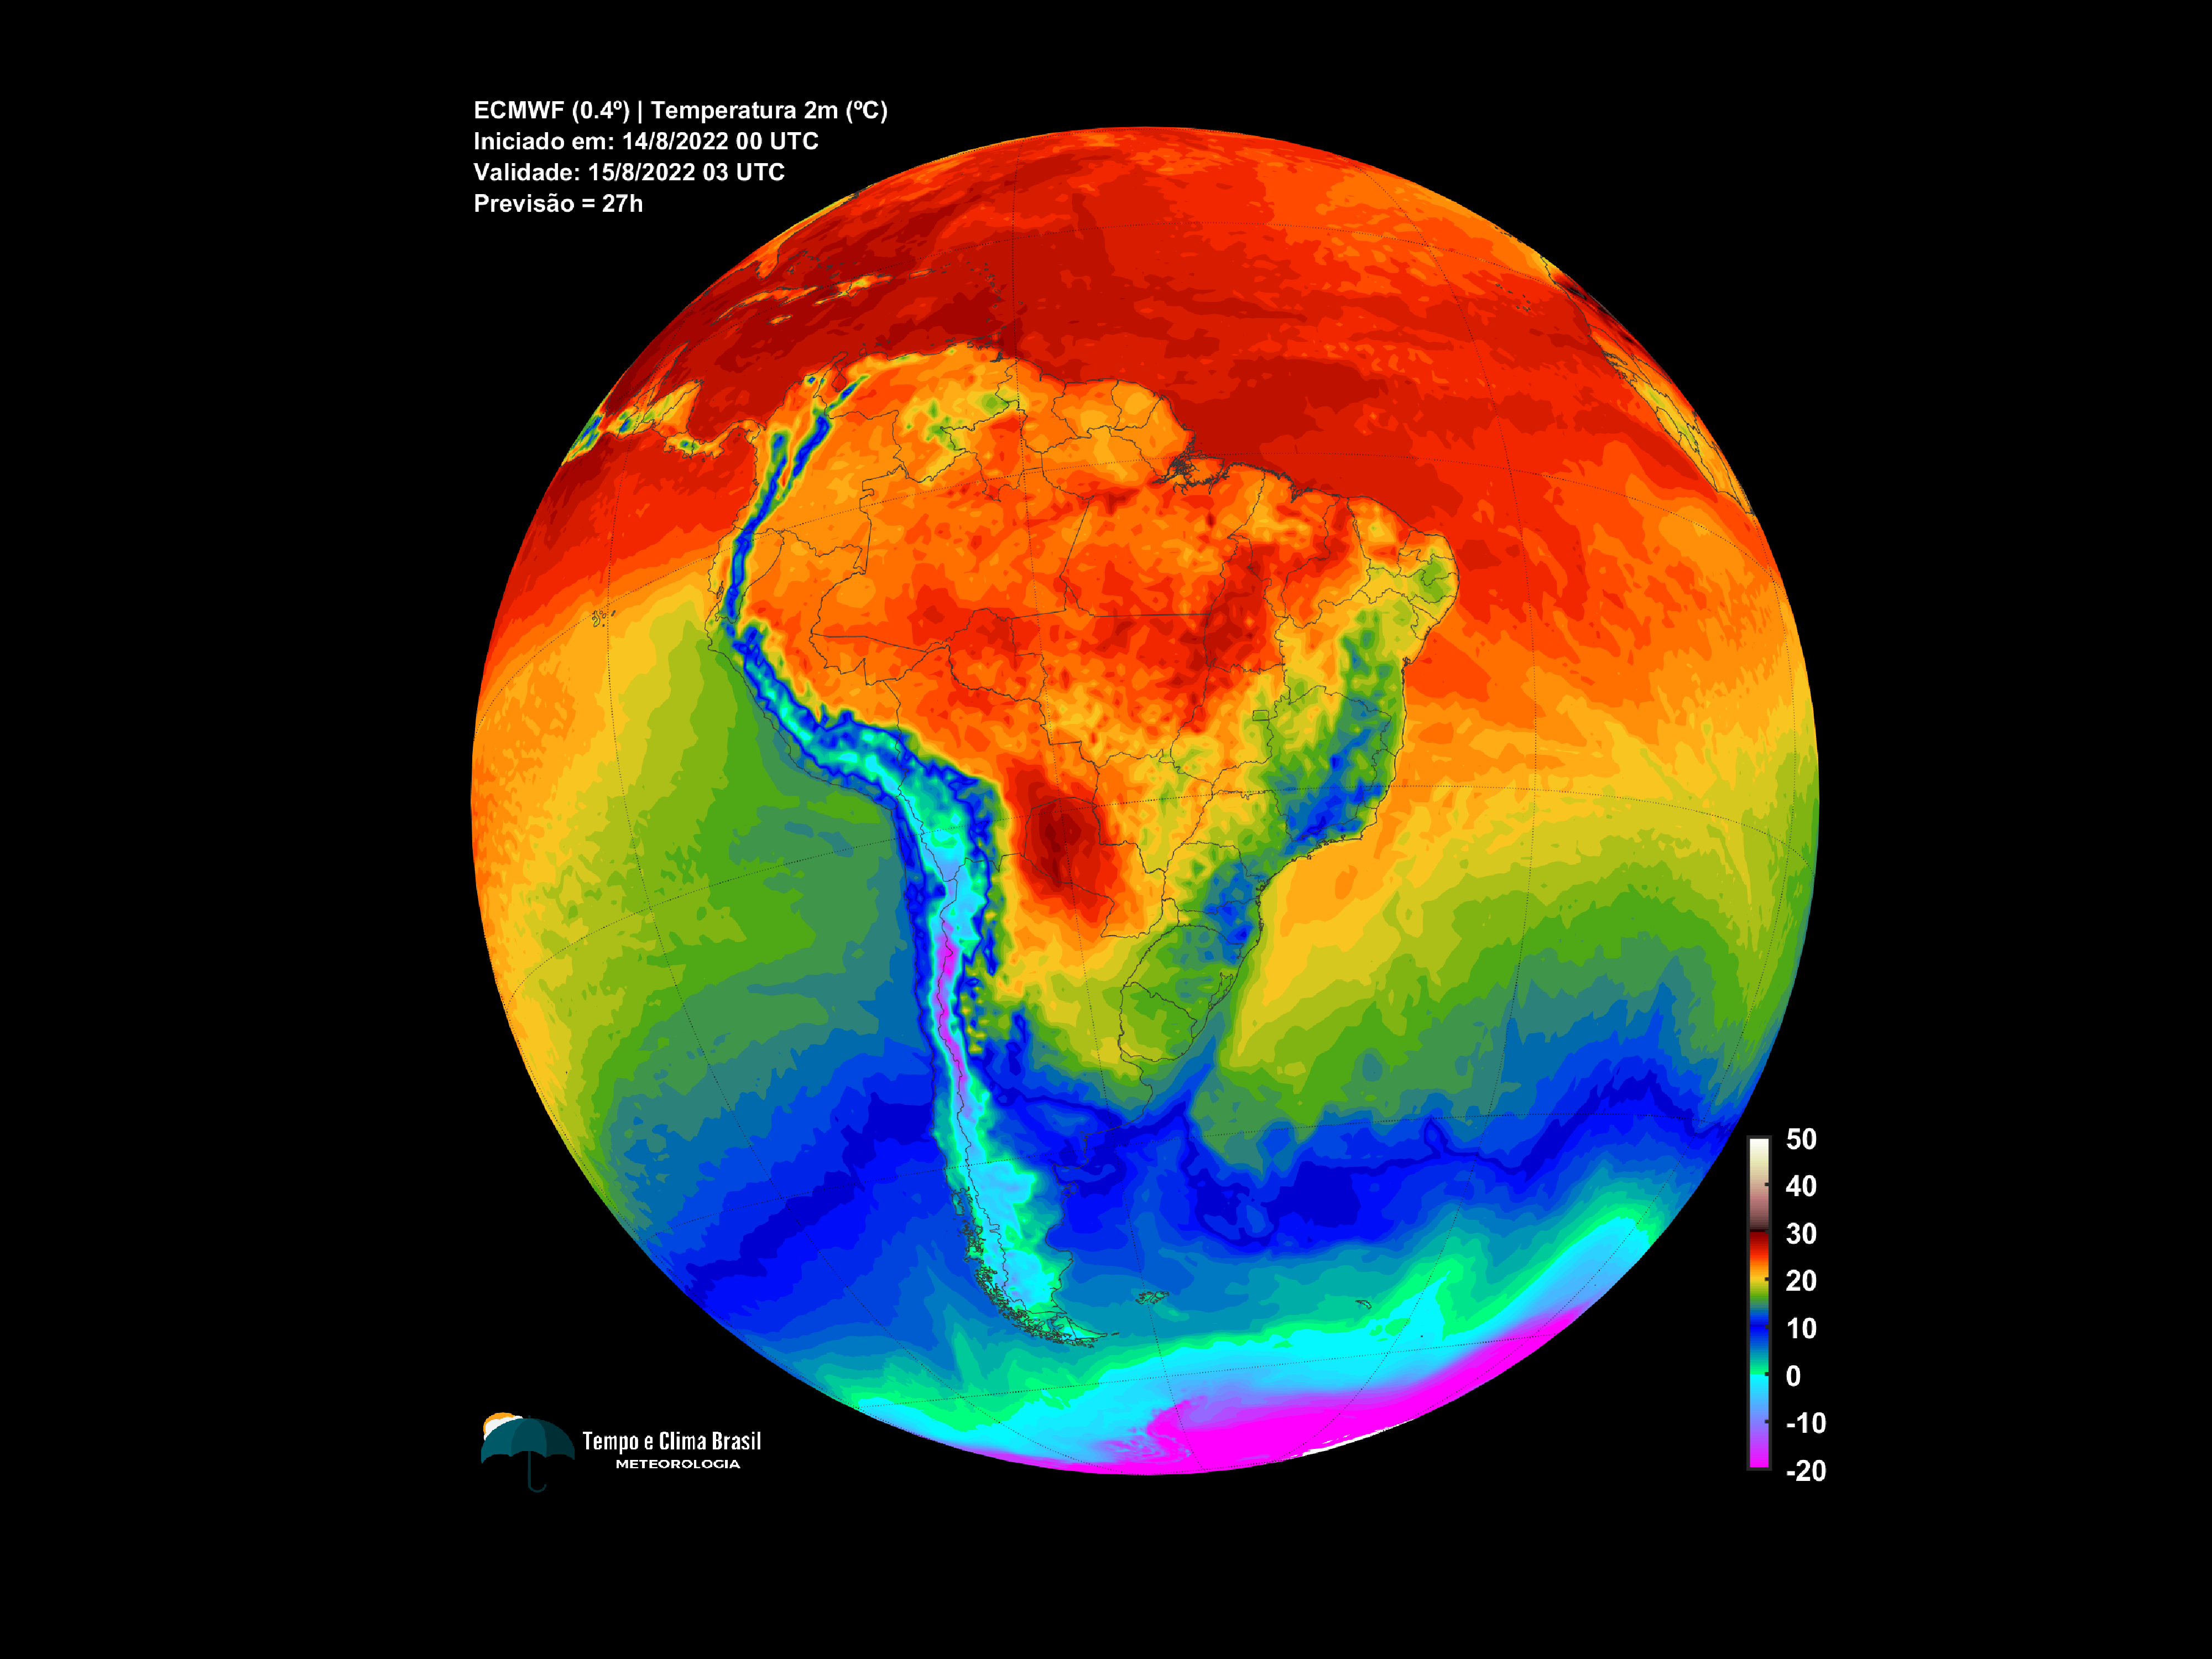 ECMWF (0.4º) | Temperatura 2m (ºC)
Iniciado em: 14/8/2022 00 UTC
Validade: 15/8/2022 03 UTC
Previsão = 27h
50
40
30
20
10
0
-10
-20
Tempo e Clima Brasil
METEOROLOGIA